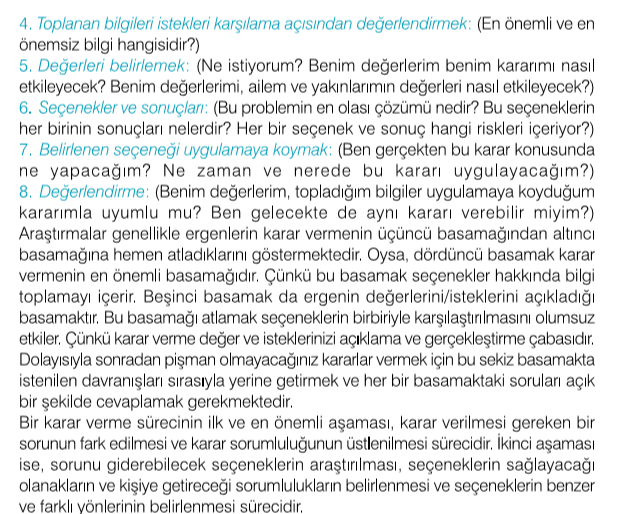 4. Toplanan bilgileri istekleri karşılama açısından değerlendirmek: (En önemli ve en
önemsiz bilgi hangisidir?)
5. Değerleri belirlemek: (Ne istiyorum? Benim değerlerim benim kararımı nasıl
etkileyecek? Benim değerlerimi, ailem ve yakınlarımın değerleri nasıl etkileyecek?)
6. Seçenekler ve sonuçları: (Bu problemin en olası çözümü nedir? Bu seçeneklerin
her birinin sonuçları nelerdir? Her bir seçenek ve sonuç hangi riskleri içeriyor?)
7. Belirlenen seçeneği uygulamaya koymak: (Ben gerçekten bu karar konusunda
ne yapacağım? Ne zaman ve nerede bu kararı uygulayacağım?)
8. Değerlendirme: (Benim değerlerim, topladığım bilgiler uygulamaya koyduğum
kararımla uyumlu mu? Ben gelecekte de aynı kararı verebilir miyim?)
Araştırmalar genellikle ergenlerin karar vermenin üçüncü basamağından altıncı
basamağına hemen atladıklarını göstermektedir. Oysa, dördüncü basamak karar
vermenin en önemli basamağıdır. Çünkü bu basamak seçenekler hakkında bilgi
toplamayı içerir. Beşinci basamak da ergenin değerlerini/isteklerini açıkladığı
basamaktır. Bu basamağı atlamak seçeneklerin birbiriyle karşılaştırılmasını olumsuz
etkiler. Çünkü karar verme değer ve isteklerinizi açıklama ve gerçekleştirme çabasıdır.
Dolayısıyla sonradan pişman olmayacağınız kararlar vermek için bu sekiz basamakta
istenilen davranışları sırasıyla yerine getirmek ve her bir basamaktaki soruları açık
bir şekilde cevaplamak gerekmektedir.
Bir karar verme sürecinin ilk ve en önemli aşaması, karar verilmesi gereken bir
sorunun fark edilmesi ve karar sorumluluğunun üstlenilmesi sürecidir. İkinci aşaması
ise, sorunu giderebilecek seçeneklerin araştırılması, seçeneklerin sağlayacağı
olanakların ve kişiye getireceği sorumlulukların belirlenmesi ve seçeneklerin benzer
ve farklı yönlerinin belirlenmesi sürecidir.